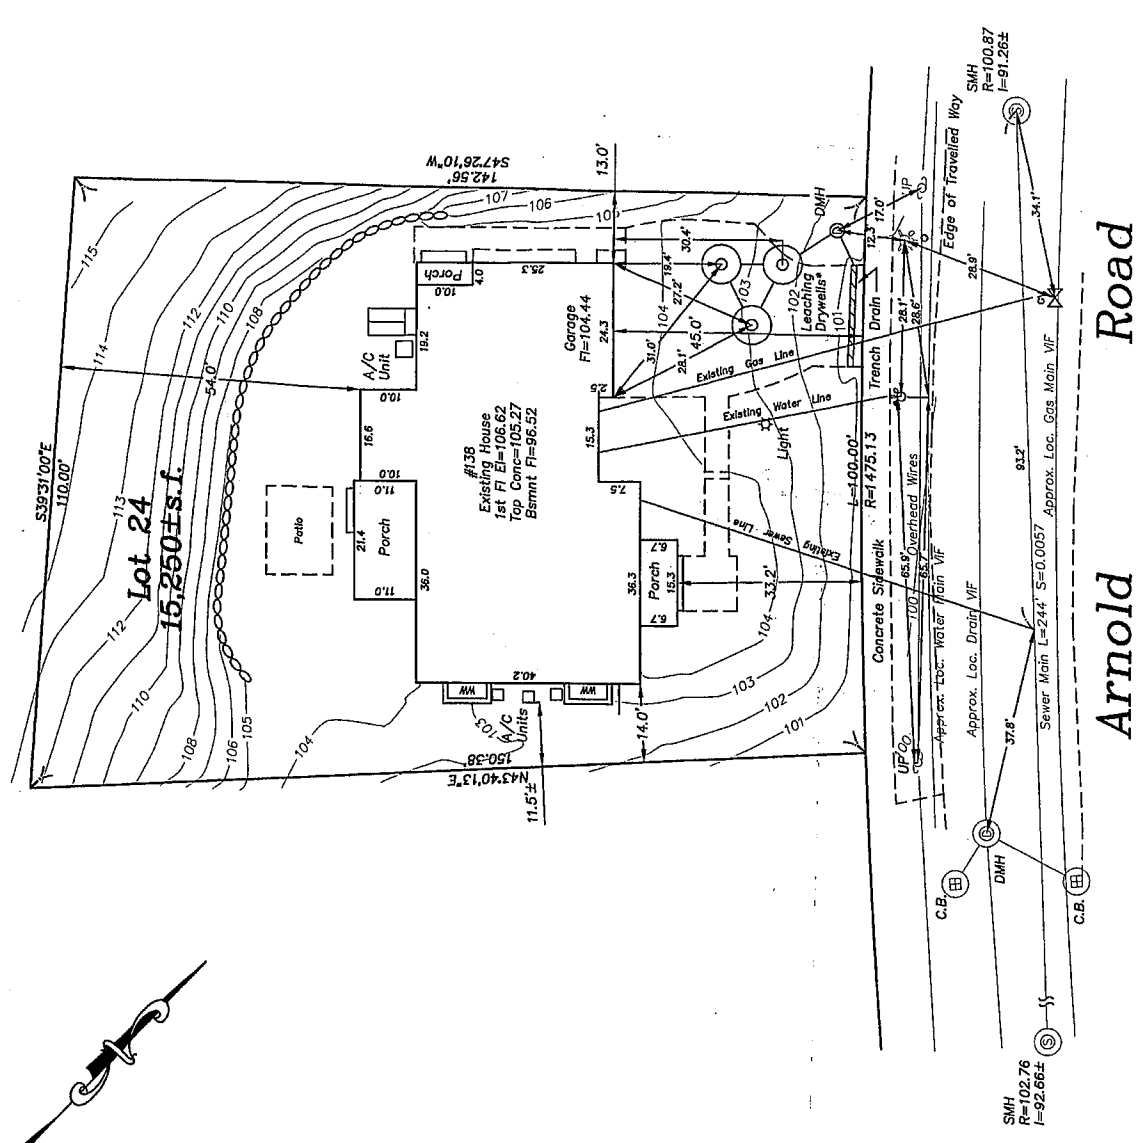 S39°31'00"E
110.00'
115
114
113
112
110
108
106
105
104
112
111
110
108
107
106
105
54.0'
Lot 24
15,250±s.f.
142.56'
S47°26'10"W
13.0'
Patio
A/C
Unit
Porch
10.0
4.0
25.3
19.2
10.0
16.6
10.0
11.0
21.4
Porch
11.0
36.0
40.2
#138
Existing House
1st Fl El=106.62
Top Conc=105.27
Bsmnt Fl=96.52
Garage
Fl=104.44
24.3
2.5
15.3
7.5
36.3
6.7
Porch
15.3
6.7
WW
WW
103
A/C
Units
150.38'
N43°40'13"E
11.5'±
14.0'
33.2'
104
103
102
101
30.4'
19.4'
27.2'
31.0'
28.1'
45.0'
104
103
102
101
Leaching
Drywells*
DMH
Existing Gas Line
Existing Water Line
Light
Existing Sewer Line
Trench Drain
L=100.00'
R=1475.13
Concrete Sidewalk
12.3'
17.0'
UP
28.1'
28.6'
28.9'
34.1'
UP
Overhead Wires
65.9'
65.7'
100
UP
100
Edge of Travelled Way
Approx. Loc. Water Main VIF
Approx. Loc. Drain VIF
Sewer Main L=244' S=0.0057
Approx. Loc. Gas Main VIF
93.2'
37.8'
G
SMH
R=100.87
I=91.26±
S
D
DMH
C.B.
C.B.
S
SMH
R=102.76
I=92.66±
Arnold Road